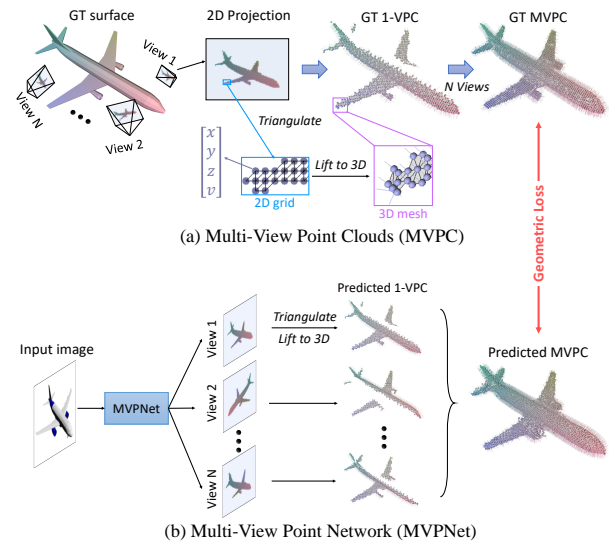 GT surface
2D Projection
GT 1-VPC
GT MVPC
View 1
View N
View 2
N Views
Triangulate
x
y
z
v
Lift to 3D
2D grid
3D mesh
(a) Multi-View Point Clouds (MVPC)
Geometric Loss
Predicted 1-VPC
View 1
Triangulate
Lift to 3D
Input image
Predicted MVPC
MVPNet
View 2
View N
(b) Multi-View Point Network (MVPNet)